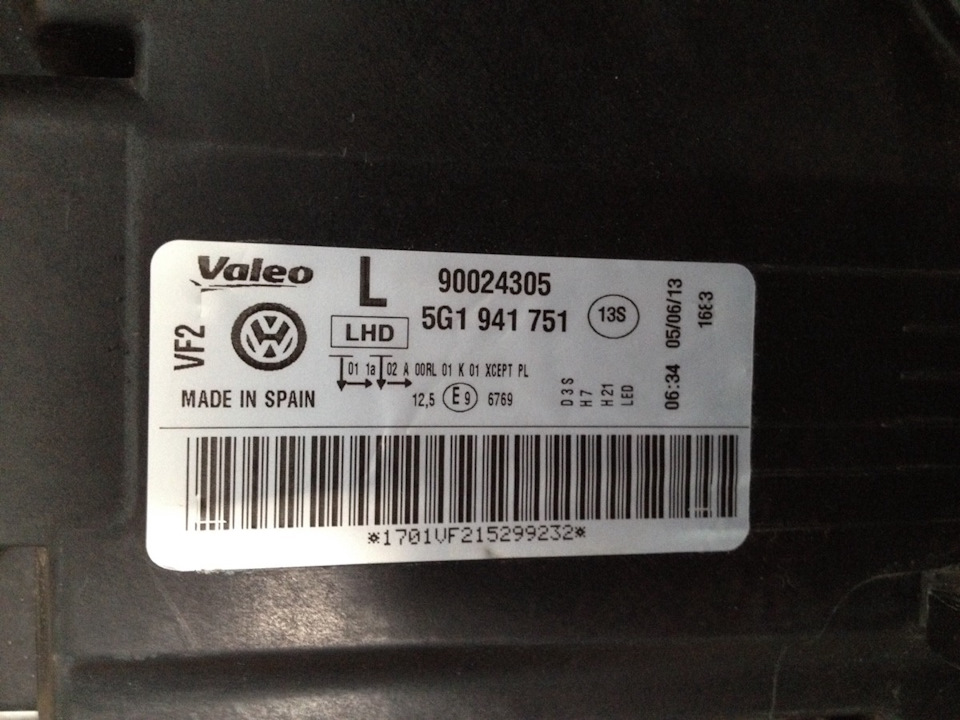 Valeo
L
90024305
LHD
5G1 941 751
13S
VF2
01 1a 02 A 00RL 01 K 01 XCEPT PL
MADE IN SPAIN
12,5 E9 6769
D3S
H7
H21
LED
06:34 05/06/13
1683
*1701VF215299232*